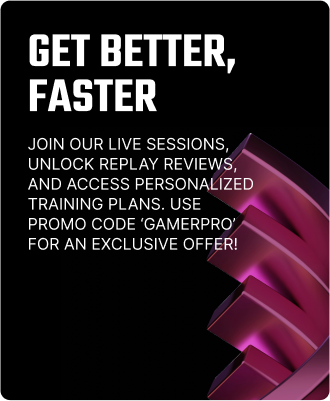 GET BETTER,
FASTER
JOIN OUR LIVE SESSIONS,
UNLOCK REPLAY REVIEWS,
AND ACCESS PERSONALIZED
TRAINING PLANS. USE
PROMO CODE ‘GAMERPRO’
FOR AN EXCLUSIVE OFFER!